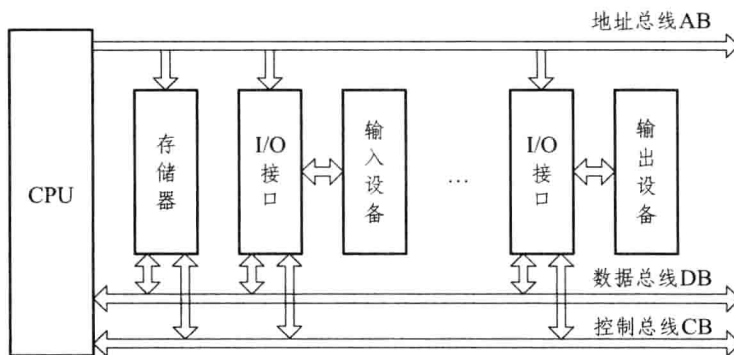 地址总线AB
CPU
存储器
I/O
接口
输入设备
…
I/O
接口
输出设备
数据总线DB
控制总线CB